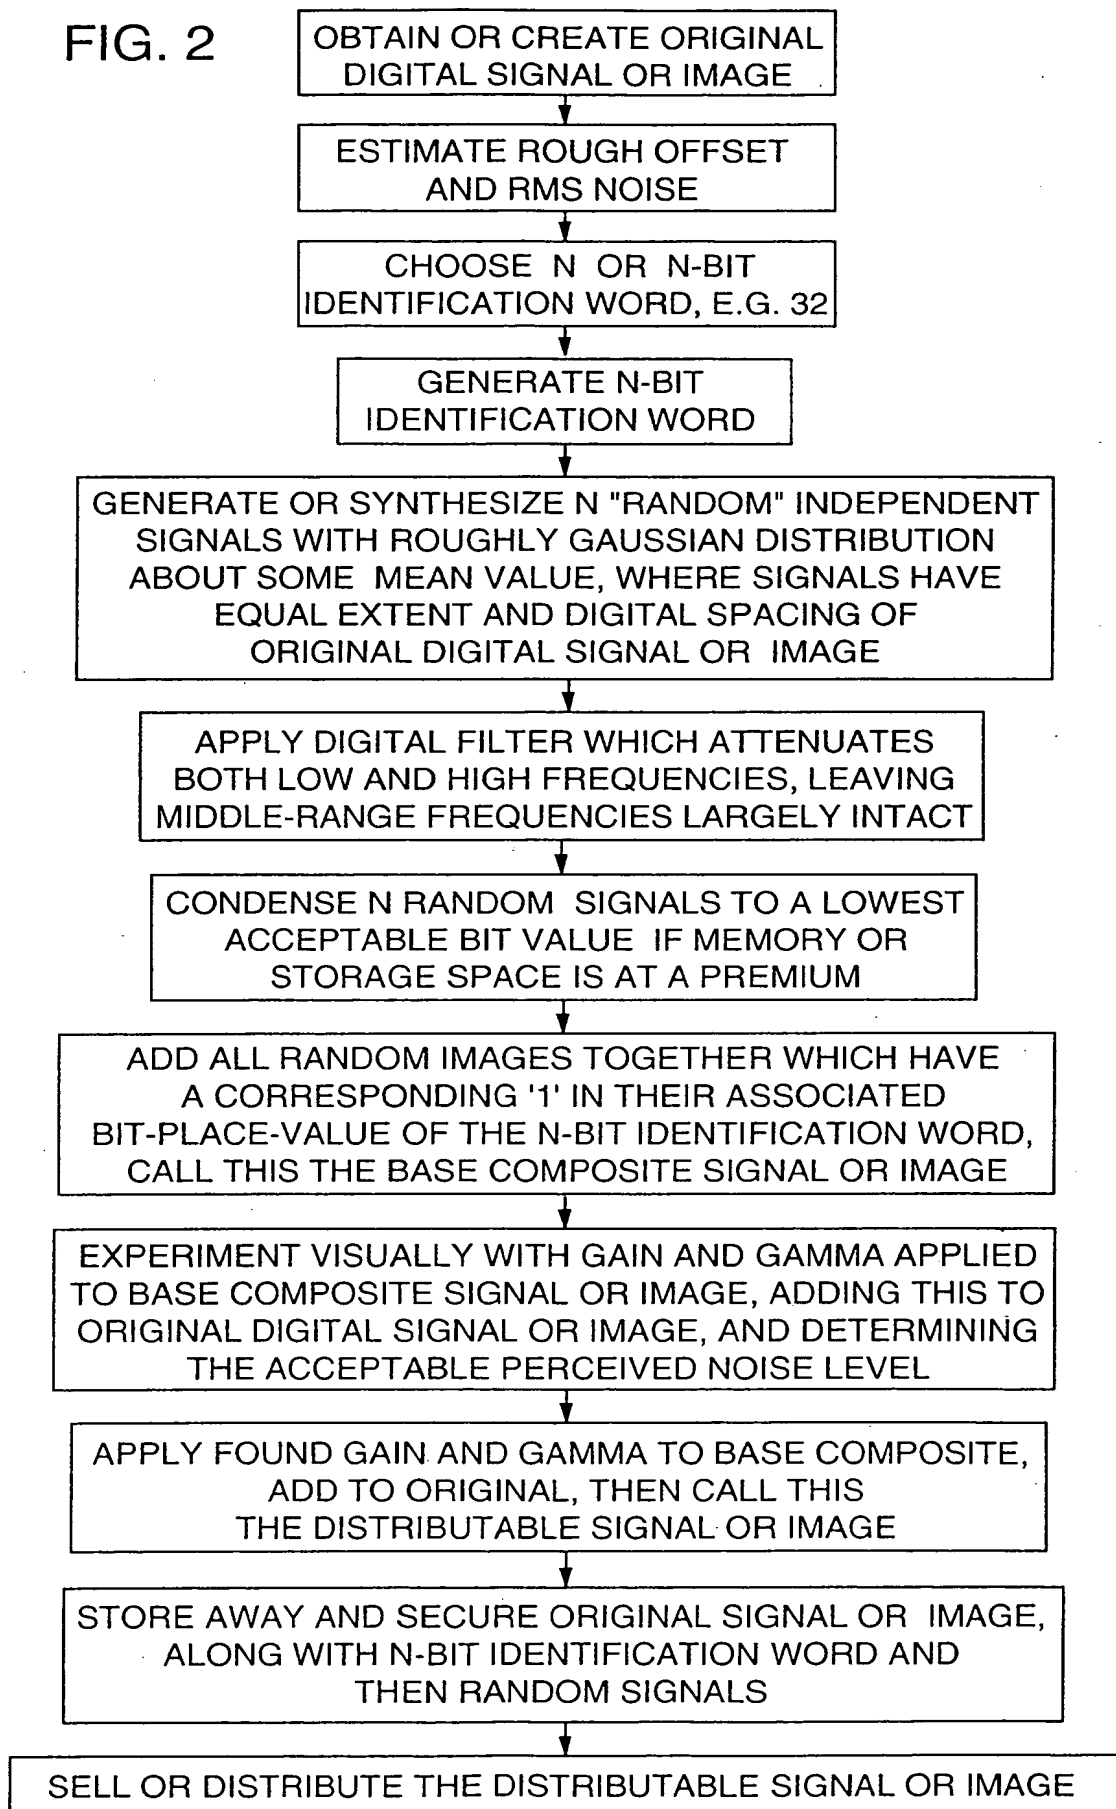 FIG. 2
OBTAIN OR CREATE ORIGINAL
DIGITAL SIGNAL OR IMAGE
ESTIMATE ROUGH OFFSET
AND RMS NOISE
CHOOSE N OR N-BIT
IDENTIFICATION WORD, E.G. 32
GENERATE N-BIT
IDENTIFICATION WORD
GENERATE OR SYNTHESIZE N "RANDOM" INDEPENDENT
SIGNALS WITH ROUGHLY GAUSSIAN DISTRIBUTION
ABOUT SOME MEAN VALUE, WHERE SIGNALS HAVE
EQUAL EXTENT AND DIGITAL SPACING OF
ORIGINAL DIGITAL SIGNAL OR IMAGE
APPLY DIGITAL FILTER WHICH ATTENUATES
BOTH LOW AND HIGH FREQUENCIES, LEAVING
MIDDLE-RANGE FREQUENCIES LARGELY INTACT
CONDENSE N RANDOM SIGNALS TO A LOWEST
ACCEPTABLE BIT VALUE IF MEMORY OR
STORAGE SPACE IS AT A PREMIUM
ADD ALL RANDOM IMAGES TOGETHER WHICH HAVE
A CORRESPONDING '1' IN THEIR ASSOCIATED
BIT-PLACE-VALUE OF THE N-BIT IDENTIFICATION WORD,
CALL THIS THE BASE COMPOSITE SIGNAL OR IMAGE
EXPERIMENT VISUALLY WITH GAIN AND GAMMA APPLIED
TO BASE COMPOSITE SIGNAL OR IMAGE, ADDING THIS TO
ORIGINAL DIGITAL SIGNAL OR IMAGE, AND DETERMINING
THE ACCEPTABLE PERCEIVED NOISE LEVEL
APPLY FOUND GAIN AND GAMMA TO BASE COMPOSITE,
ADD TO ORIGINAL, THEN CALL THIS
THE DISTRIBUTABLE SIGNAL OR IMAGE
STORE AWAY AND SECURE ORIGINAL SIGNAL OR IMAGE,
ALONG WITH N-BIT IDENTIFICATION WORD AND
THEN RANDOM SIGNALS
SELL OR DISTRIBUTE THE DISTRIBUTABLE SIGNAL OR IMAGE